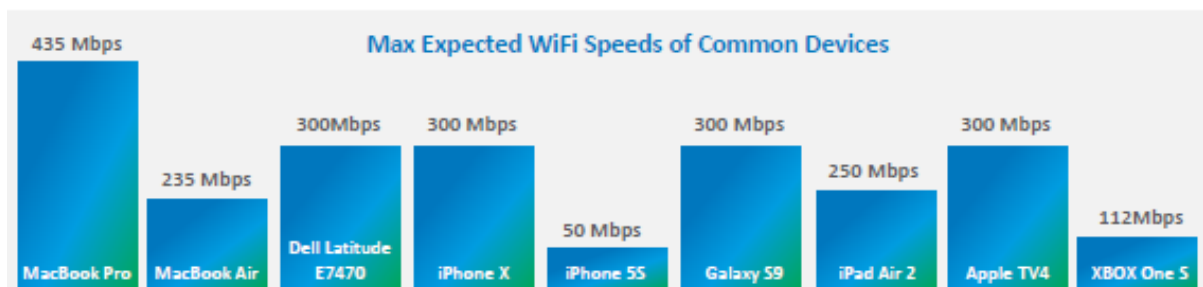 Max Expected WiFi Speeds of Common Devices
435 Mbps
MacBook Pro
235 Mbps
MacBook Air
300Mbps
Dell Latitude
E7470
300 Mbps
iPhone X
50 Mbps
iPhone 5S
300 Mbps
Galaxy S9
250 Mbps
iPad Air 2
300 Mbps
Apple TV4
112Mbps
XBOX One S